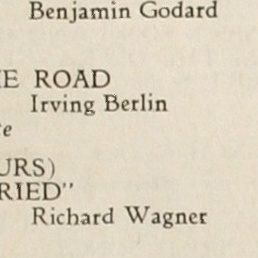 Benjamin Godard
E ROAD
Irving Berlin
e
URS)
RIED"
Richard Wagner